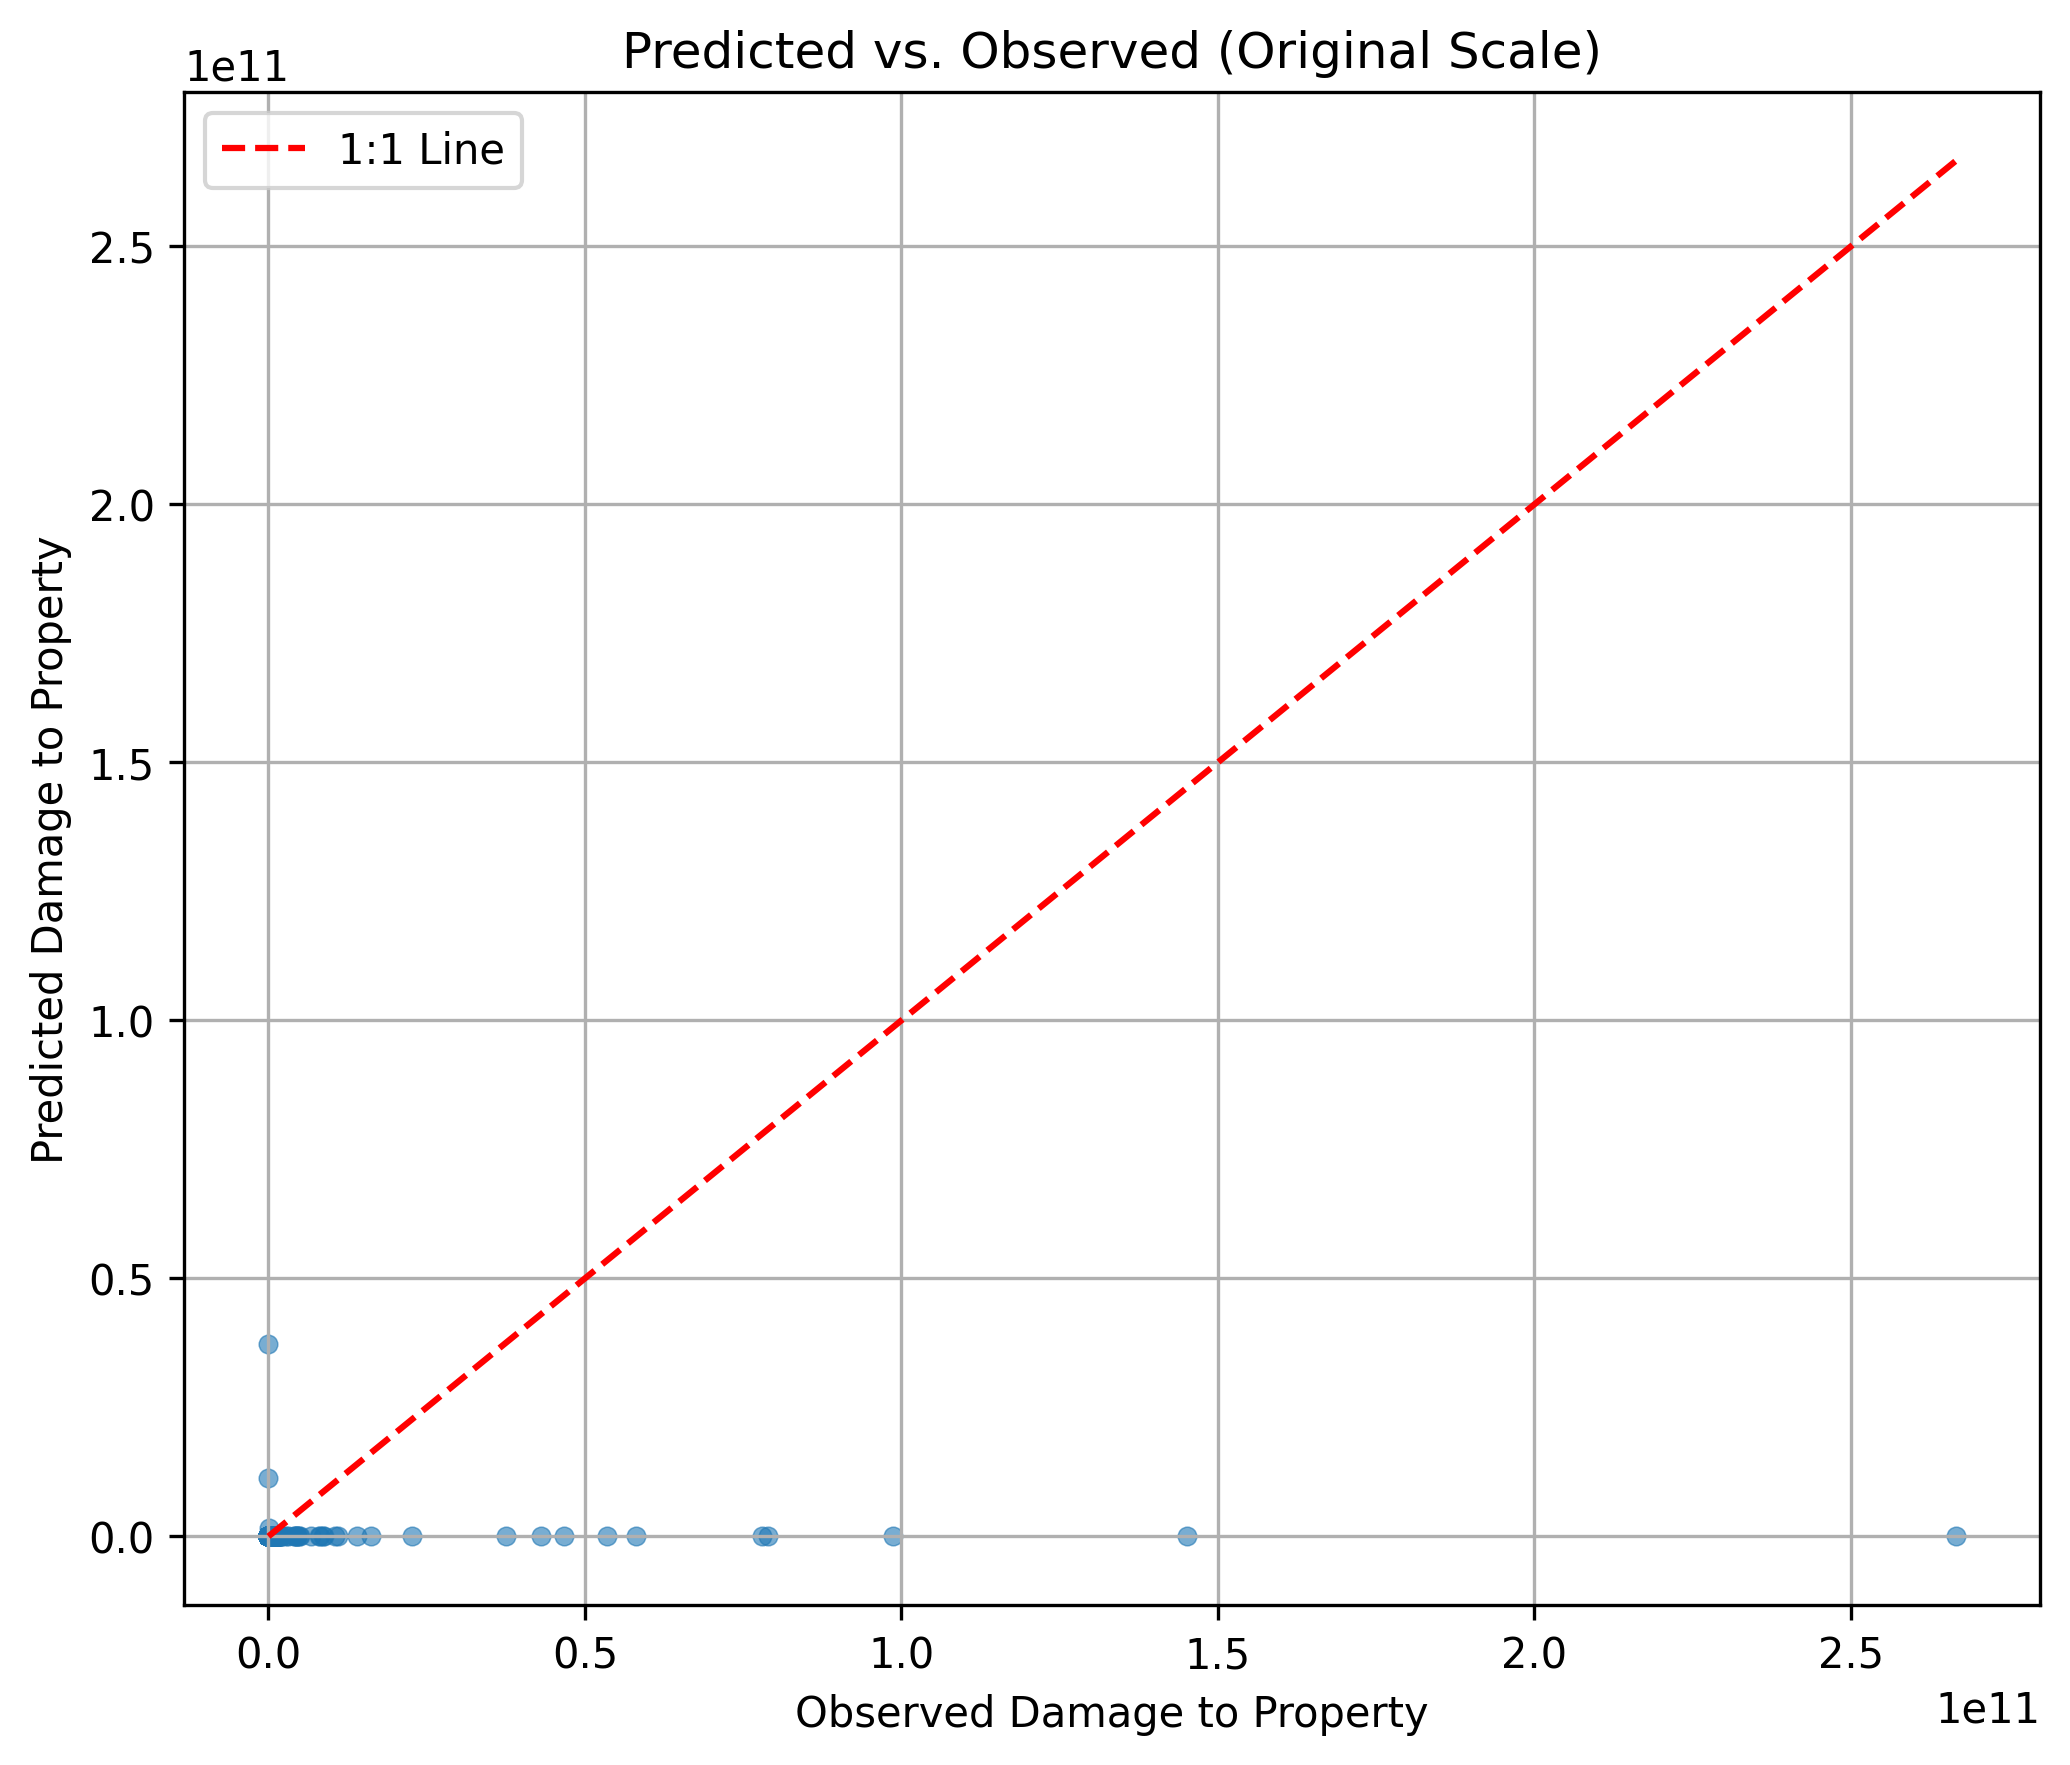 Predicted vs. Observed (Original Scale)
1e11
1:1 Line
2.5
2.0
1.5
1.0
0.5
0.0
Predicted Damage to Property
0.0 0.5 1.0 1.5 2.0 2.5
1e11
Observed Damage to Property